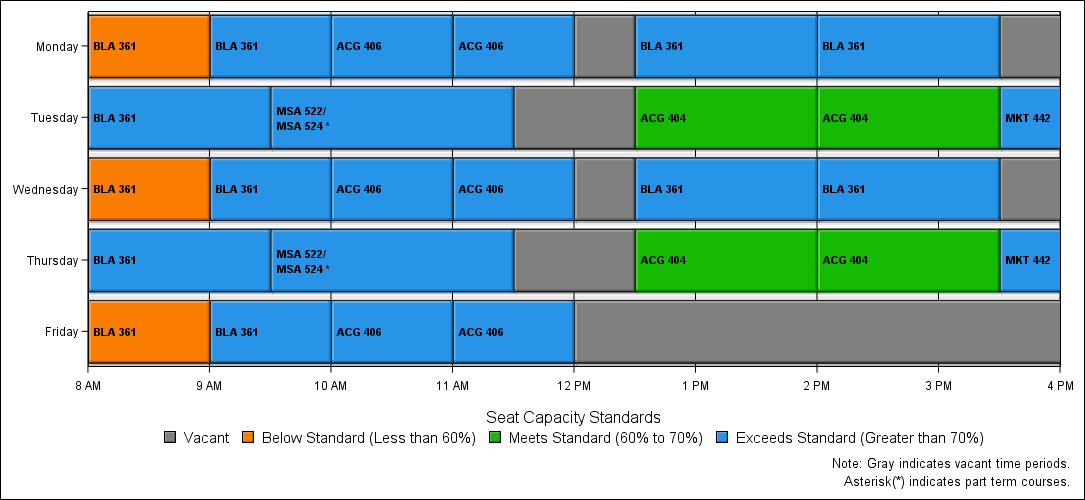 Monday
BLA 361 BLA 361 ACG 406 ACG 406 BLA 361 BLA 361
Tuesday
BLA 361 MSA 522/ ACG 404 ACG 404 MKT 442
MSA 524 *
Wednesday
BLA 361 BLA 361 ACG 406 ACG 406 BLA 361 BLA 361
Thursday
BLA 361 MSA 522/ ACG 404 ACG 404 MKT 442
MSA 524 *
Friday
BLA 361 BLA 361 ACG 406 ACG 406
8 AM 9 AM 10 AM 11 AM 12 PM 1 PM 2 PM 3 PM 4 PM
Seat Capacity Standards
Vacant Below Standard (Less than 60%) Meets Standard (60% to 70%) Exceeds Standard (Greater than 70%)
Note: Gray indicates vacant time periods.
Asterisk(*) indicates part term courses.